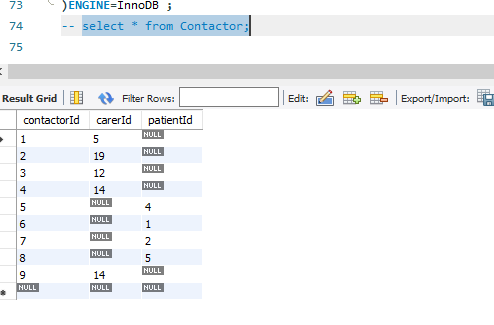 73 )ENGINE=InnoDB ;
74 -- select * from Contactor;
75
Result Grid Filter Rows: Edit: Export/Import:
contactorId carerId patientId
1 5 NULL
2 19 NULL
3 12 NULL
4 14 NULL
5 NULL 4
6 NULL 1
7 NULL 2
8 NULL 5
9 14 NULL
NULL NULL NULL